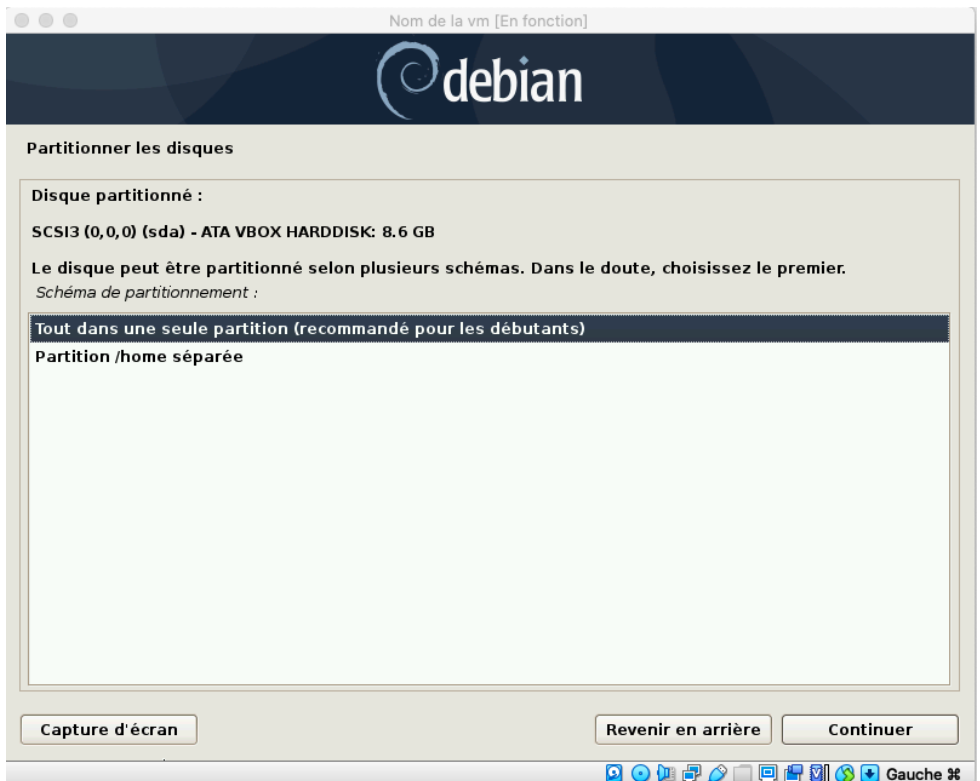 Nom de la vm [En fonction]
debian
Partitionner les disques
Disque partitionné :
SCSI3 (0,0,0) (sda) - ATA VBOX HARDDISK: 8.6 GB
Le disque peut être partitionné selon plusieurs schémas. Dans le doute, choisissez le premier.
Schéma de partitionnement :
Tout dans une seule partition (recommandé pour les débutants)
Partition /home séparée
Capture d'écran
Revenir en arrière
Continuer
Gauche ⌘